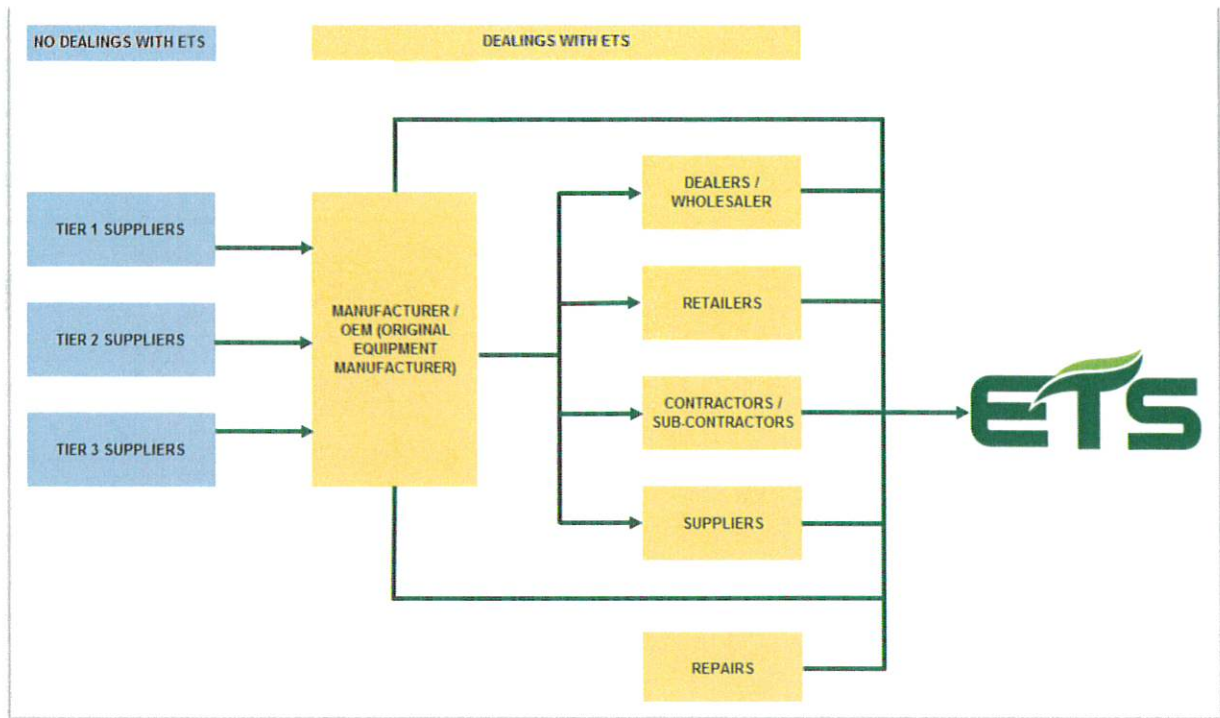 NO DEALINGS WITH ETS
DEALINGS WITH ETS
TIER 1 SUPPLIERS
TIER 2 SUPPLIERS
TIER 3 SUPPLIERS
MANUFACTURER /
OEM (ORIGINAL
EQUIPMENT
MANUFACTURER)
DEALERS /
WHOLESALER
RETAILERS
CONTRACTORS /
SUB-CONTRACTORS
SUPPLIERS
REPAIRS
ETS